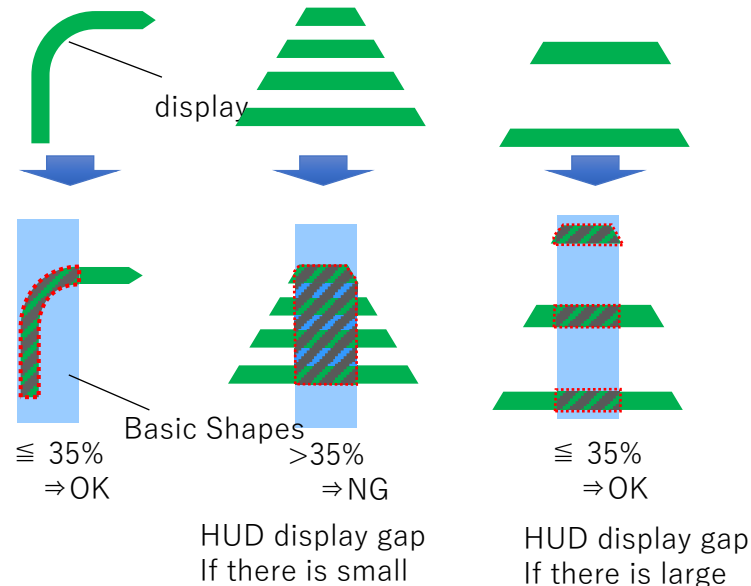 display
Basic Shapes
≦ 35%
⇒OK
>35%
⇒NG
≦ 35%
⇒OK
HUD display gap
If there is small
HUD display gap
If there is large